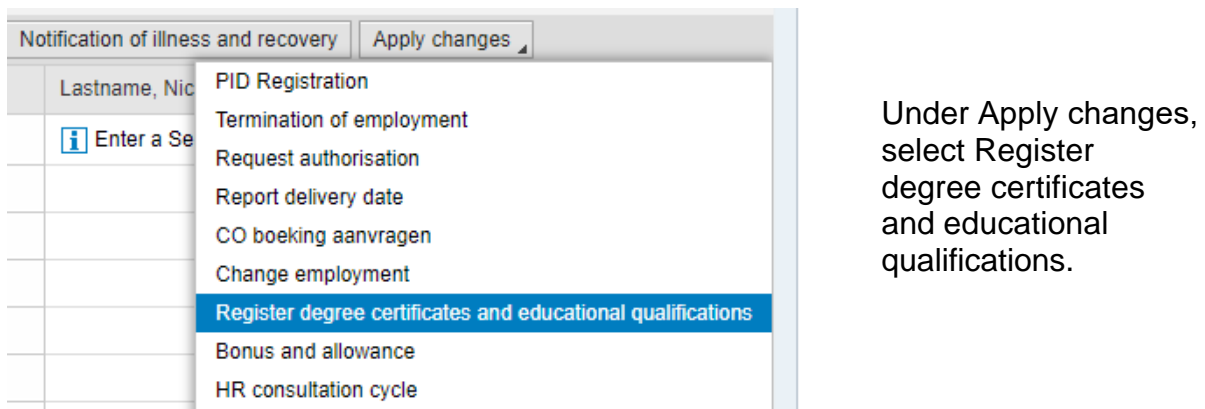 Notification of illness and recovery Apply changes
Lastname, Nic
i Enter a Se
PID Registration
Termination of employment
Request authorisation
Report delivery date
CO boeking aanvragen
Change employment
Register degree certificates and educational qualifications
Bonus and allowance
HR consultation cycle
Under Apply changes,
select Register
degree certificates
and educational
qualifications.